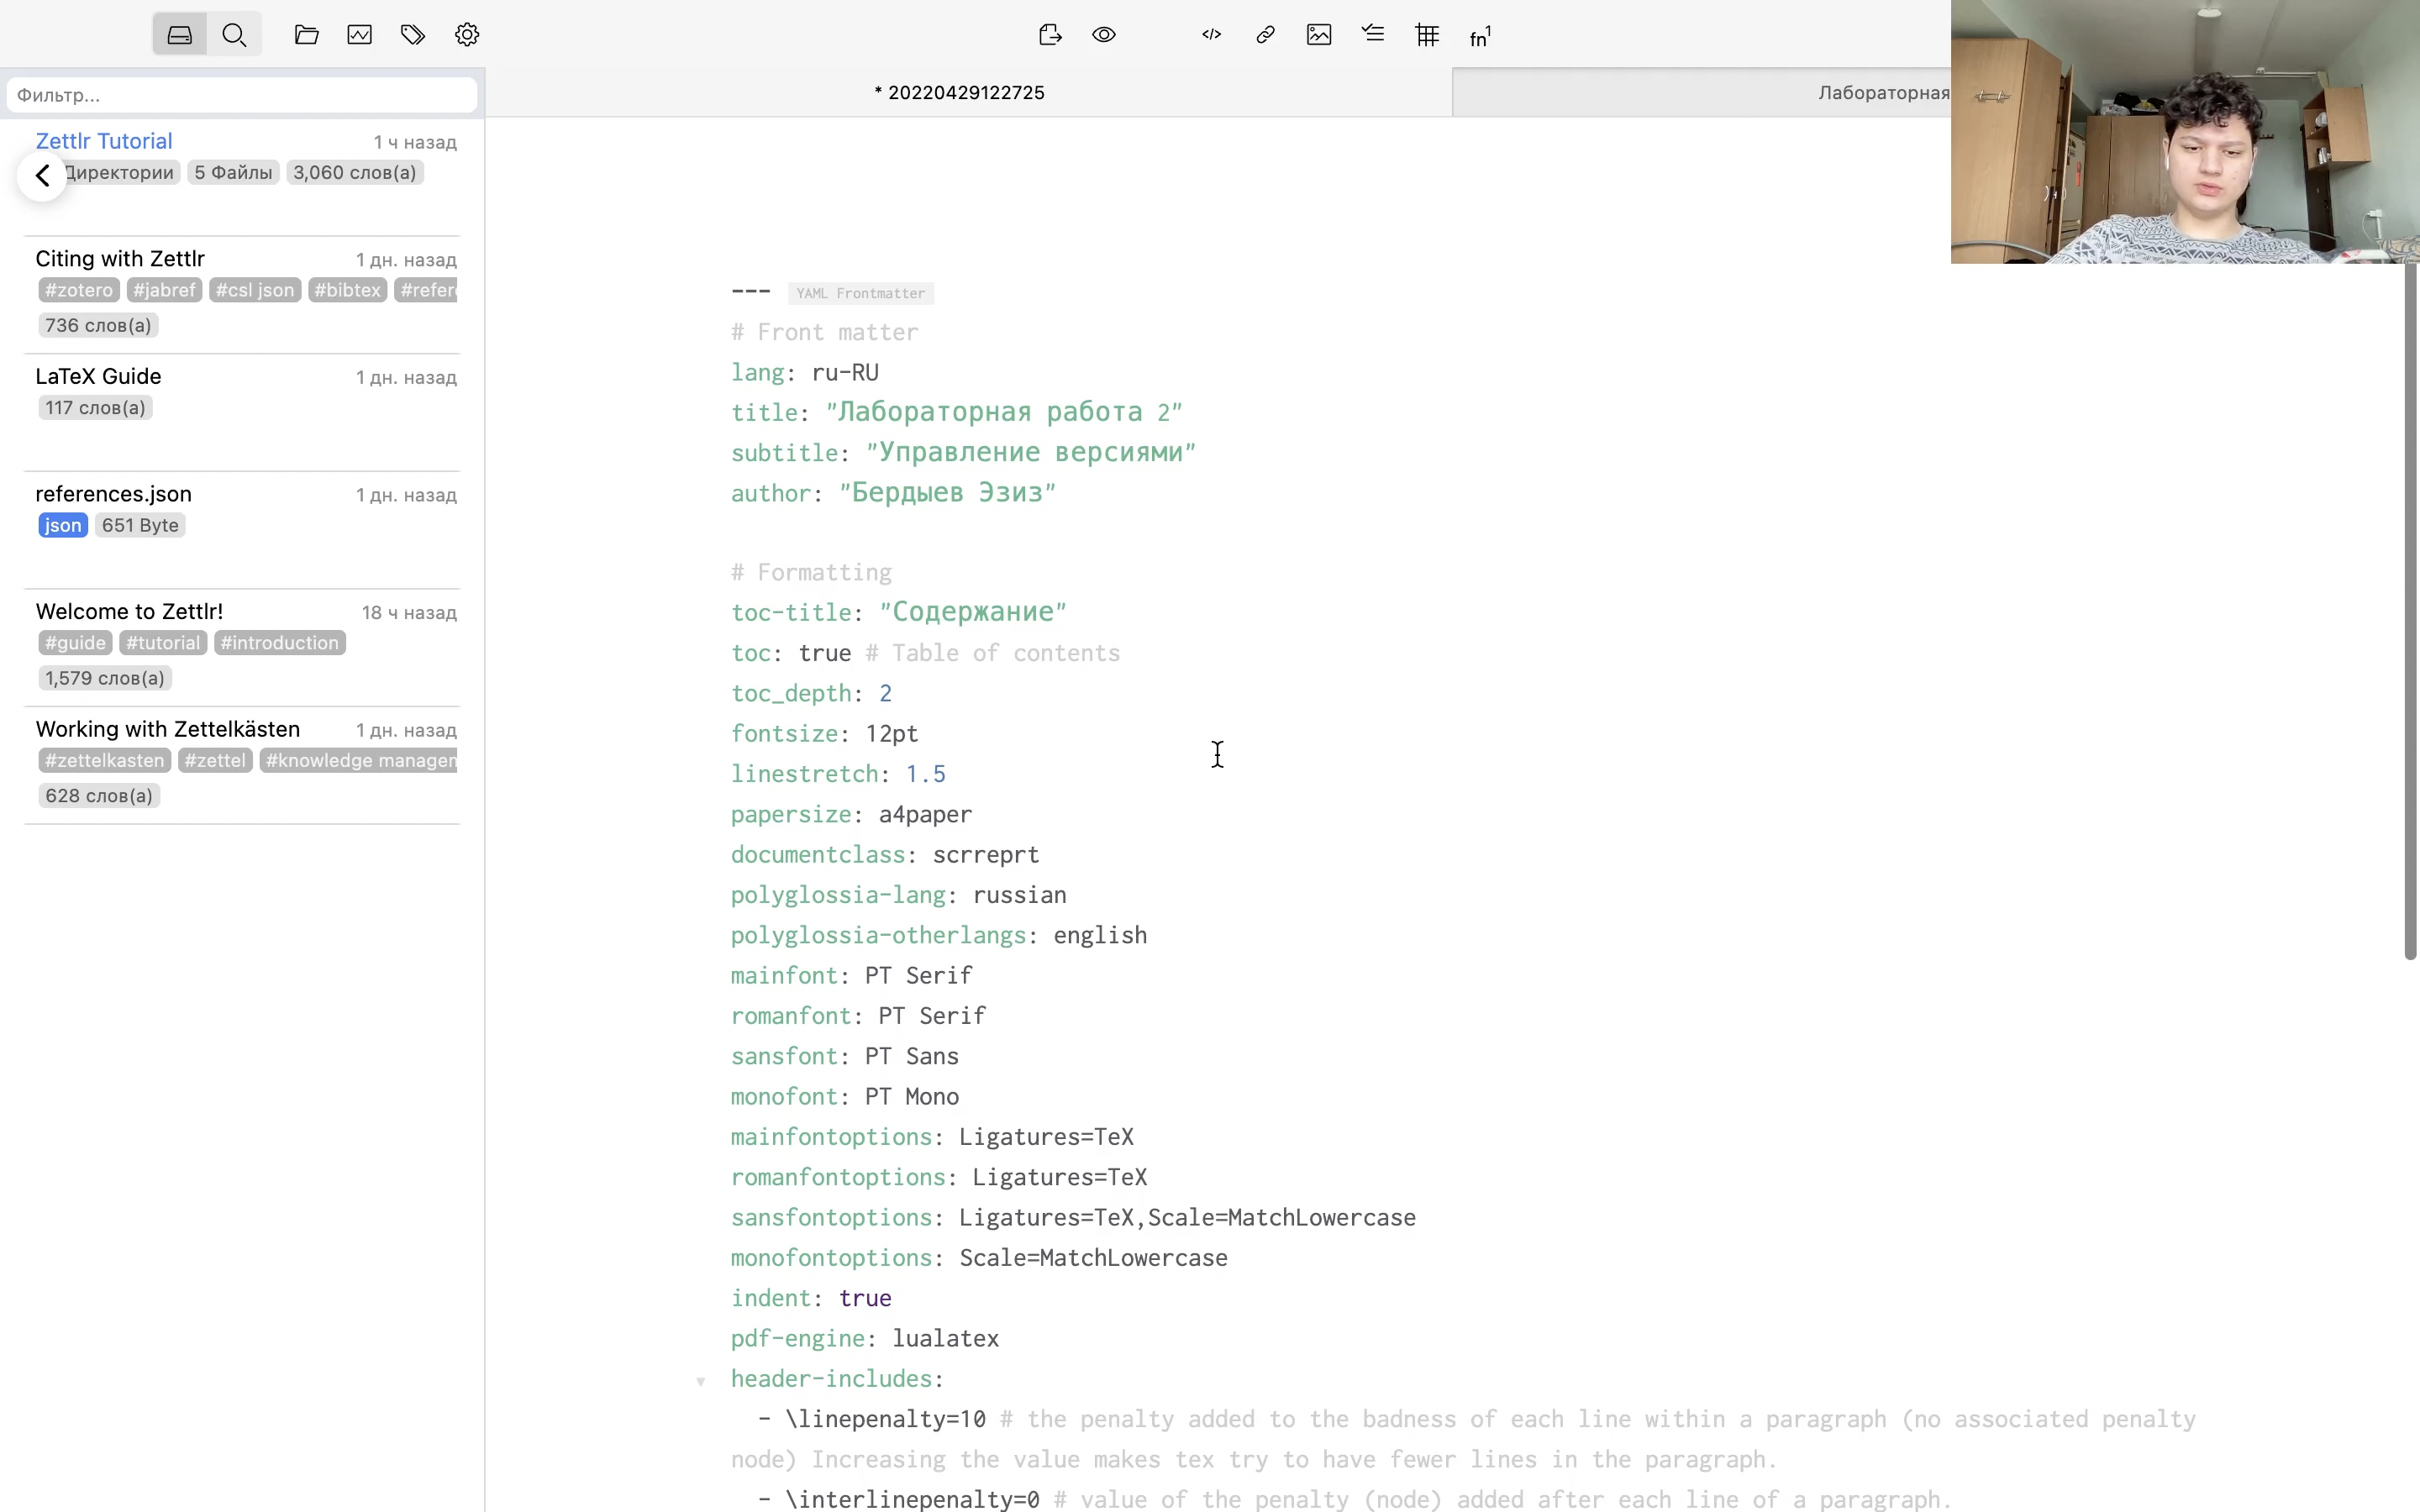 fn1
Фильтр...
* 20220429122725
Лабораторная
Zettlr Tutorial
1 ч назад
Директории
5 Файлы
3,060 слов(а)
Citing with Zettlr
1 дн. назад
#zotero
#jabref
#csl json
#bibtex
#refere
736 слов(а)
LaTeX Guide
1 дн. назад
117 слов(а)
references.json
1 дн. назад
json
651 Byte
Welcome to Zettlr!
18 ч назад
#guide
#tutorial
#introduction
1,579 слов(а)
Working with Zettelkästen
1 дн. назад
#zettelkasten
#zettel
#knowledge managen
628 слов(а)
--- YAML Frontmatter
# Front matter
lang: ru-RU
title: "Лабораторная работа 2"
subtitle: "Управление версиями"
author: "Бердыев Эзиз"
# Formatting
toc-title: "Содержание"
toc: true # Table of contents
toc_depth: 2
fontsize: 12pt
linestretch: 1.5
papersize: a4paper
documentclass: scrreprt
polyglossia-lang: russian
polyglossia-otherlangs: english
mainfont: PT Serif
romanfont: PT Serif
sansfont: PT Sans
monofont: PT Mono
mainfontoptions: Ligatures=TeX
romanfontoptions: Ligatures=TeX
sansfontoptions: Ligatures=TeX,Scale=MatchLowercase
monofontoptions: Scale=MatchLowercase
indent: true
pdf-engine: lualatex
header-includes:
- \linepenalty=10 # the penalty added to the badness of each line within a paragraph (no associated penalty
node) Increasing the value makes tex try to have fewer lines in the paragraph.
- \interlinepenalty=0 # value of the penalty (node) added after each line of a paragraph.